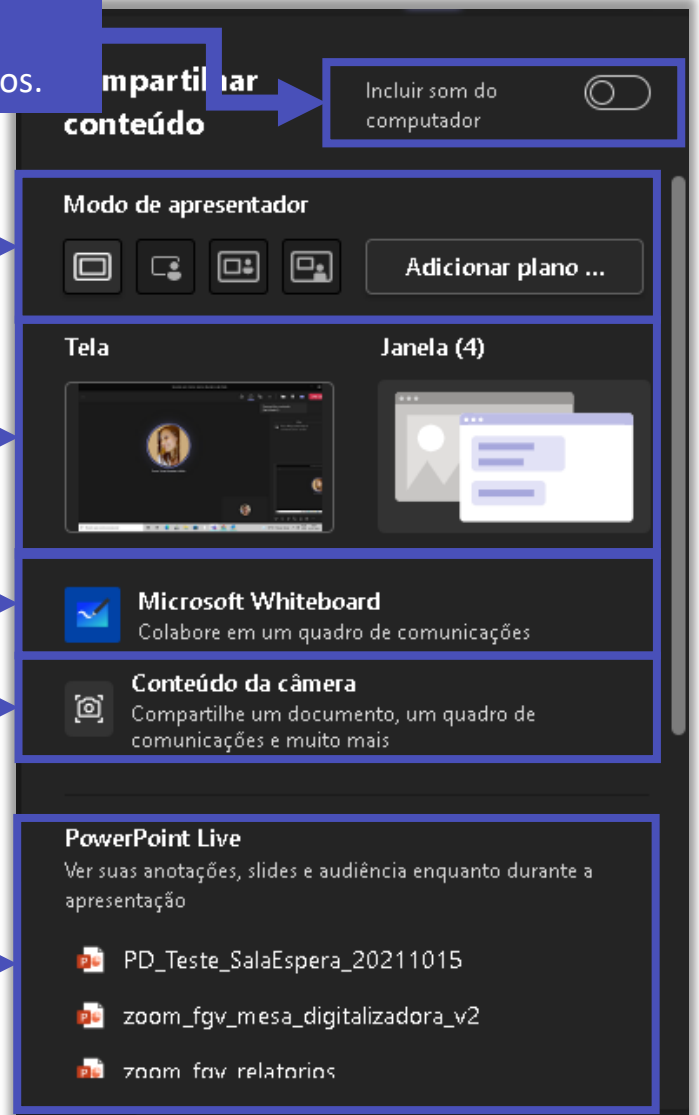 os.
mpartilhar
conteúdo
Incluir som do
computador
Modo de apresentador
Adicionar plano ...
Tela
Janela (4)
Microsoft Whiteboard
Colabore em um quadro de comunicações
Conteúdo da câmera
Compartilhe um documento, um quadro de
comunicações e muito mais
PowerPoint Live
Ver suas anotações, slides e audiência enquanto durante a
apresentação
PD_Teste_SalaEspera_20211015
zoom_fgv_mesa_digitalizadora_v2
zoom_fgv_relatorios